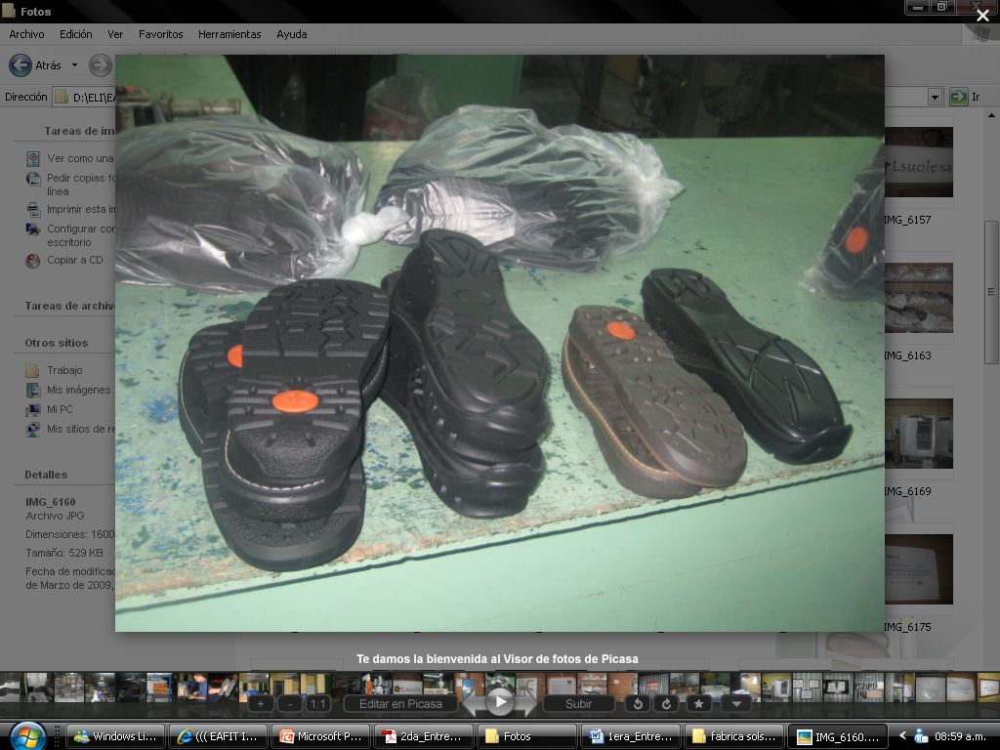 Fotos
Archivo Edición Ver Favoritos Herramientas Ayuda
Atrás
Dirección D:\ELI\EA Ir
Tareas de im
Ver como una
Pedir copias fo
línea
Imprimir esta in
Configurar con
escritorio
Copiar a CD
Tareas de archiv
Otros sitios
Trabajo
Mis imágenes
Mi PC
Mis sitios de re
Detalles
IMG_6160
Archivo JPG
Dimensiones: 1600
Tamaño: 529 KB
Fecha de modificac
de Marzo de 2009,
Lsuole sa
IMG_6157
IMG_6163
IMG_6169
IMG_6175
Te damos la bienvenida al Visor de fotos de Picasa
+ - 1:1 Editar en Picasa Subir
Windows Li... ((( EAFIT I... Microsoft P... 2da_Entre... Fotos 1era_Entre... fabrica sols... IMG_6160.... 08:59 a.m.